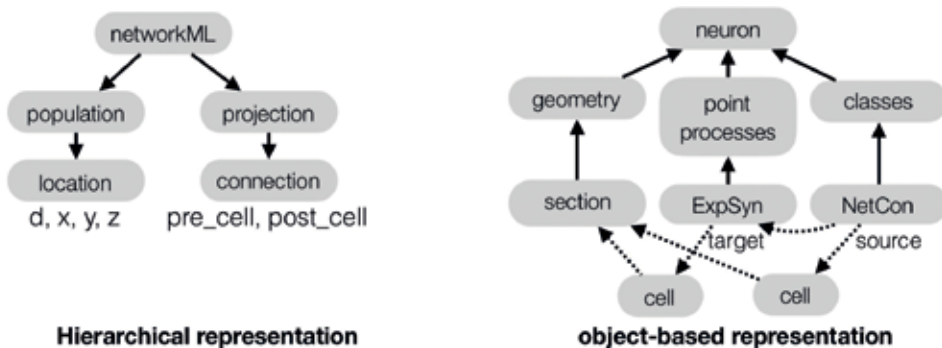 networkML
population
projection
location
connection
d, x, y, z
pre_cell, post_cell
Hierarchical representation
neuron
geometry
point
processes
classes
section
ExpSyn
NetCon
target
source
cell
cell
object-based representation